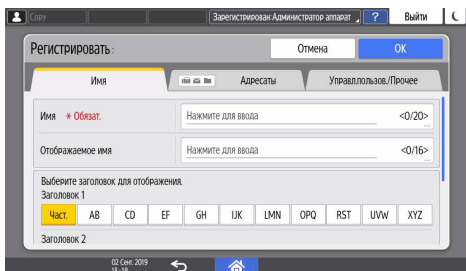 Copy
Зарегистрирован:Администратор аппарат ? Выйти
Регистрировать : Отмена OK
Имя Адресаты Управл.пользов./Прочее
Имя * Обязат. Нажмите для ввода <0/20>
Отображаемое имя Нажмите для ввода <0/16>
Выберите заголовок для отображения.
Заголовок 1
Част. AB CD EF GH IJK LMN OPQ RST UVW XYZ
Заголовок 2
02 Сент. 2019
13 : 18